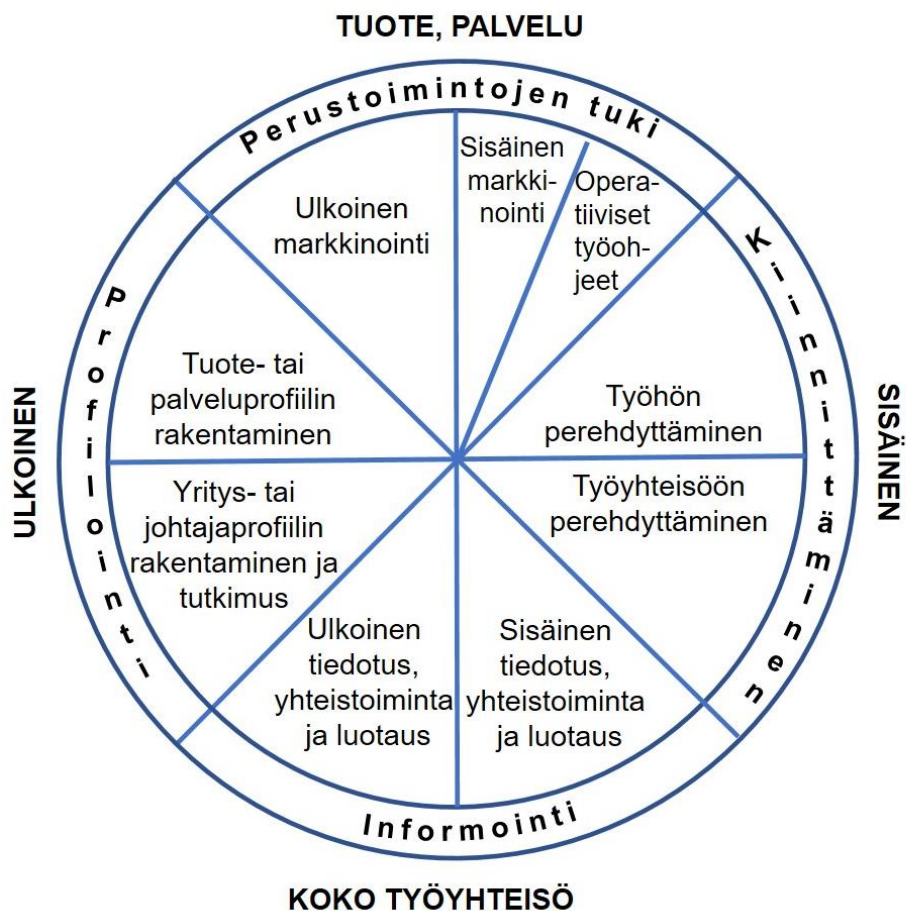 TUOTE, PALVELU
Perustoimintojen tuki
Sisäinen
markki-
nointi
Opera-
tiiviset
työoh-
jeet
Ulkoinen
markkinointi
Kiinnittäminen
Profilointi
Tuote- tai
palveluprofiilin
rakentaminen
Työhön
perehdyttäminen
ULKOINEN
SISÄINEN
Yritys- tai
johtajaprofiilin
rakentaminen ja
tutkimus
Työyhteisöön
perehdyttäminen
Ulkoinen
tiedotus,
yhteistoiminta
ja luotaus
Sisäinen
tiedotus,
yhteistoiminta
ja luotaus
Informointi
KOKO TYÖYHTEISÖ